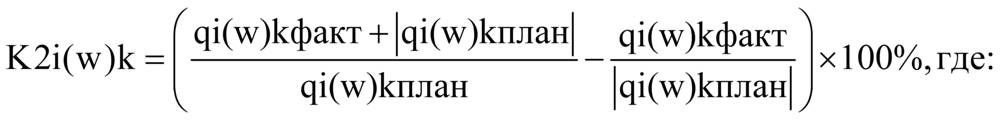 K2i(w)k = ( (qi(w)kфакт + |qi(w)kплан|) / qi(w)kплан − qi(w)kфакт / |qi(w)kплан| ) × 100%, где: